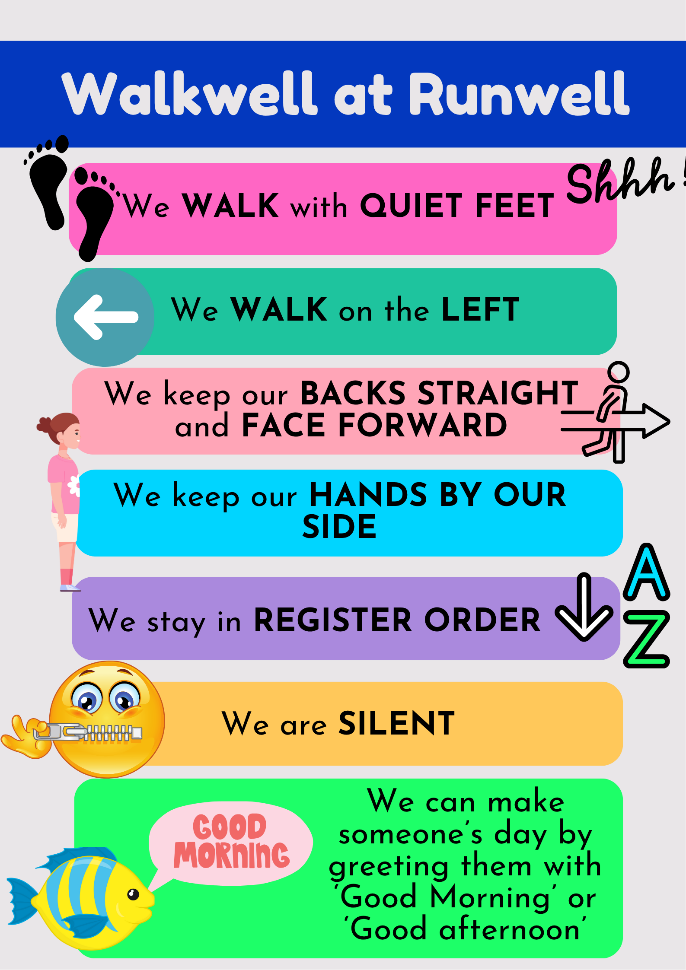 Walkwell at Runwell
Shhh!
We WALK with QUIET FEET
We WALK on the LEFT
We keep our BACKS STRAIGHT
and FACE FORWARD
We keep our HANDS BY OUR
SIDE
A
We stay in REGISTER ORDER
Z
We are SILENT
GOOD
MORNING
We can make
someone's day by
greeting them with
'Good Morning' or
'Good afternoon'